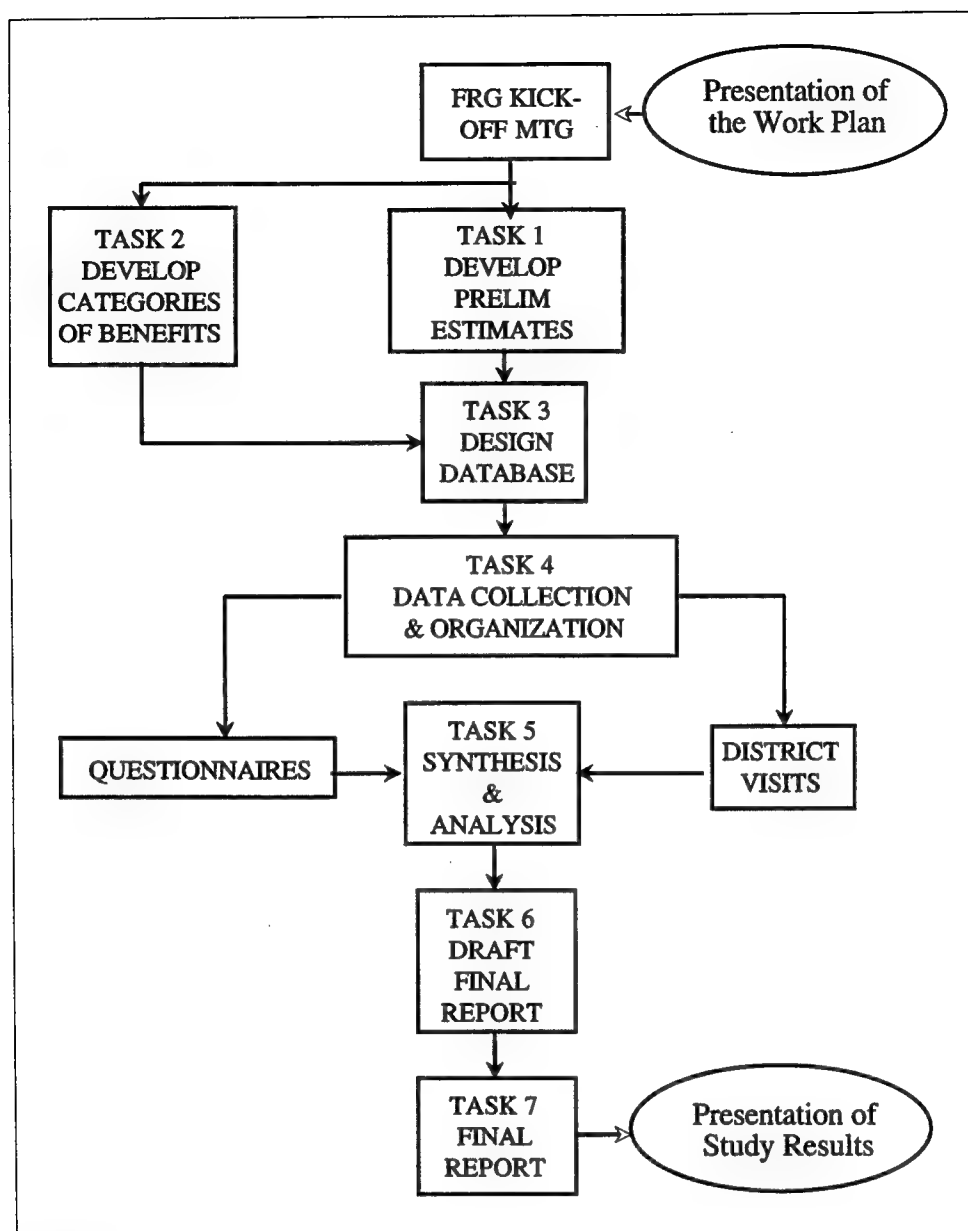 FRG KICK-
OFF MTG
Presentation of
the Work Plan
TASK 2
DEVELOP
CATEGORIES
OF BENEFITS
TASK 1
DEVELOP
PRELIM
ESTIMATES
TASK 3
DESIGN
DATABASE
TASK 4
DATA COLLECTION
& ORGANIZATION
QUESTIONNAIRES
TASK 5
SYNTHESIS
&
ANALYSIS
DISTRICT
VISITS
TASK 6
DRAFT
FINAL
REPORT
TASK 7
FINAL
REPORT
Presentation of
Study Results